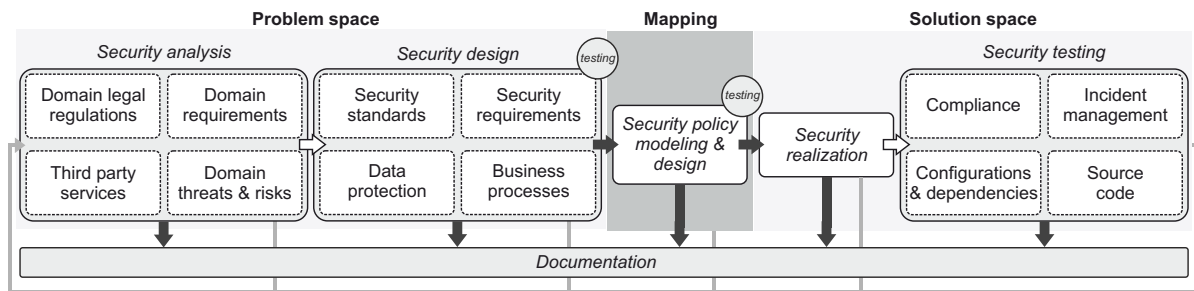 Problem space
Mapping
Solution space
Security analysis
Security design
testing
Security testing
Domain legal
regulations
Domain
requirements
Third party
services
Domain
threats & risks
Security
standards
Security
requirements
Data
protection
Business
processes
testing
Security policy
modeling &
design
Security
realization
Compliance
Incident
management
Configurations
& dependencies
Source
code
Documentation